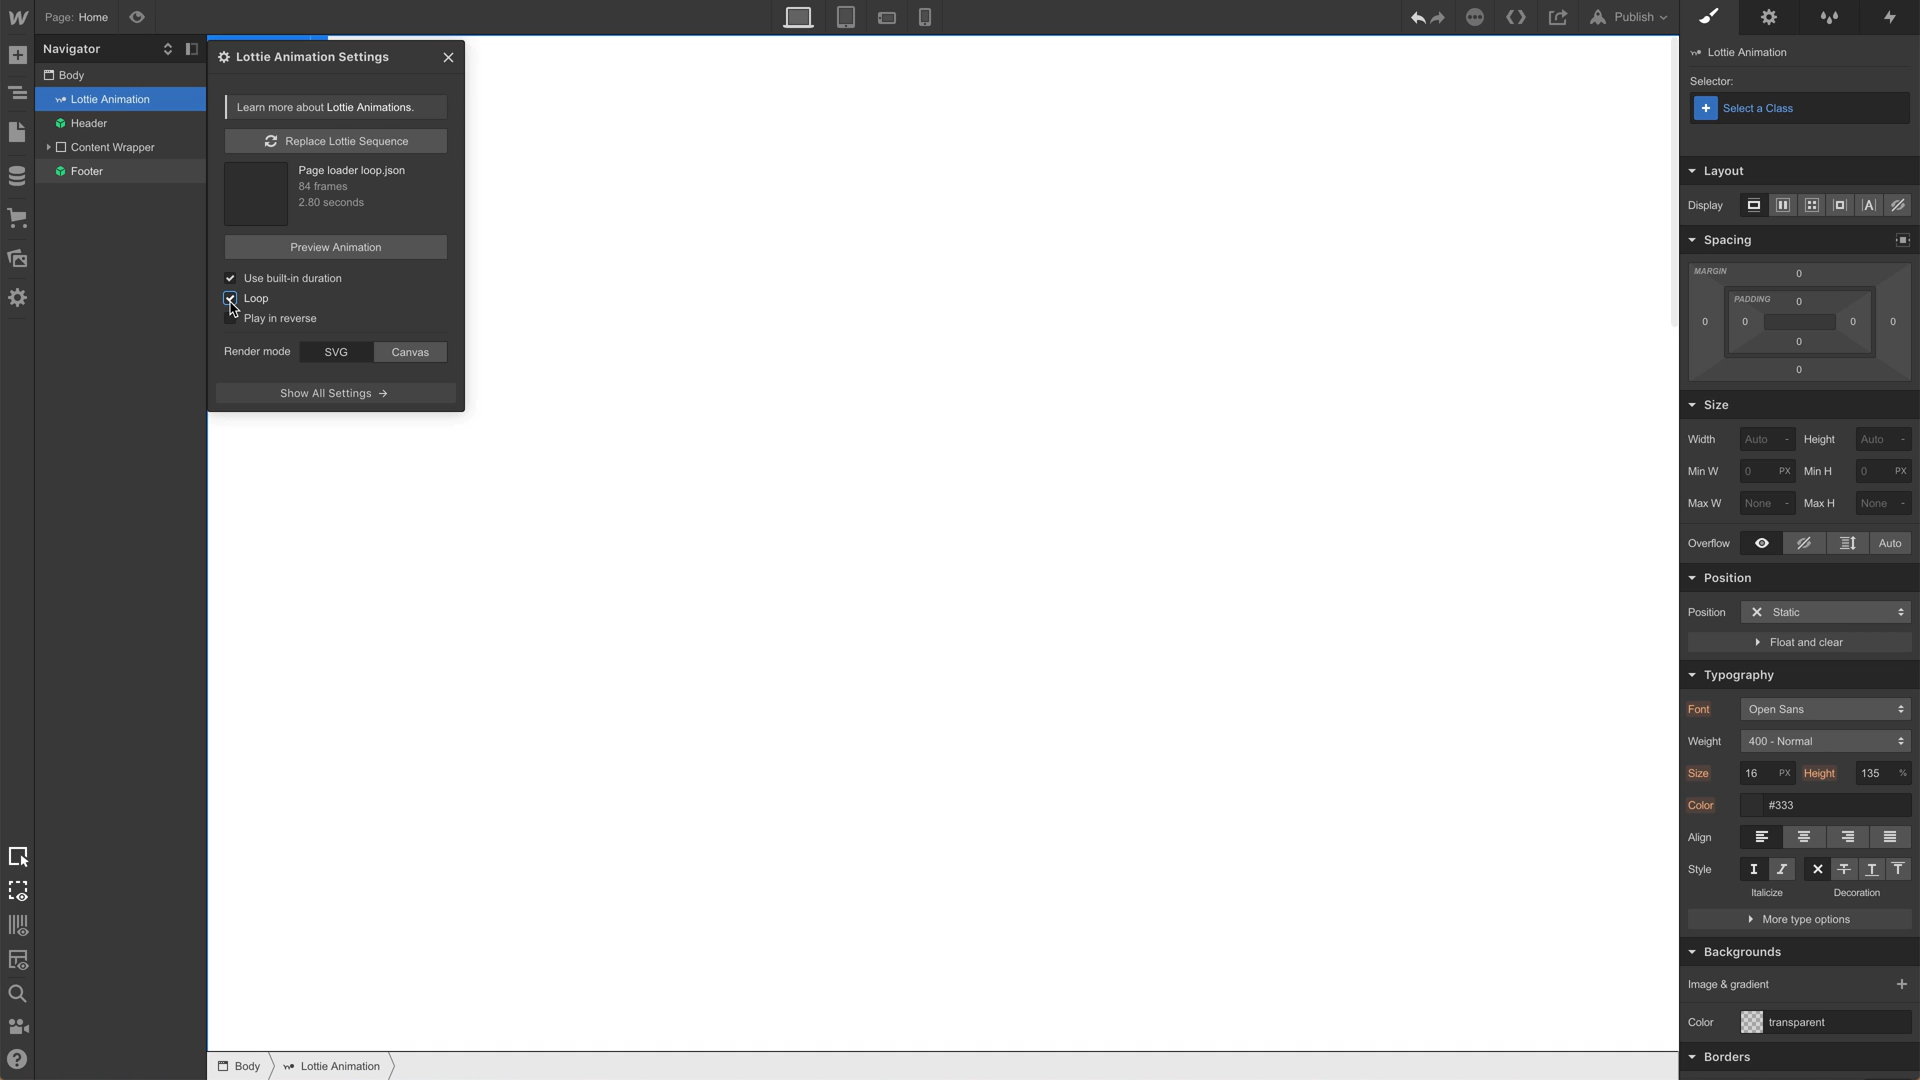 Page: Home
Publish
Navigator
Body
Lottie Animation
Header
Content Wrapper
Footer
Lottie Animation Settings
Learn more about Lottie Animations.
Replace Lottie Sequence
Page loader loop.json
84 frames
2.80 seconds
Preview Animation
Use built-in duration
Loop
Play in reverse
Render mode SVG Canvas
Show All Settings
Body Lottie Animation
Lottie Animation
Selector:
Select a Class
Layout
Display
Spacing
MARGIN
0
PADDING 0
0 0 0 0
0
0
Size
Width Auto - Height Auto -
Min W 0 PX Min H 0 PX
Max W None - Max H None -
Overflow Auto
Position
Position Static
Float and clear
Typography
Font Open Sans
Weight 400 - Normal
Size 16 PX Height 135 %
Color #333
Align
Style
Italicize Decoration
More type options
Backgrounds
Image & gradient
Color transparent
Borders